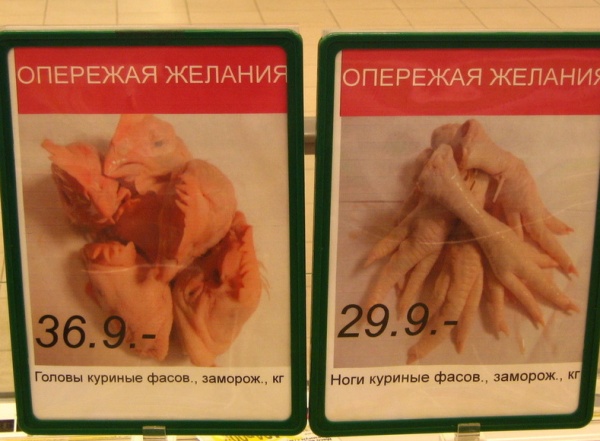 ОПЕРЕЖАЯ ЖЕЛАНИЯ
36.9.-
Головы куриные фасов., заморож., кг
ОПЕРЕЖАЯ ЖЕЛАНИЯ
29.9.-
Ноги куриные фасов., заморож., кг